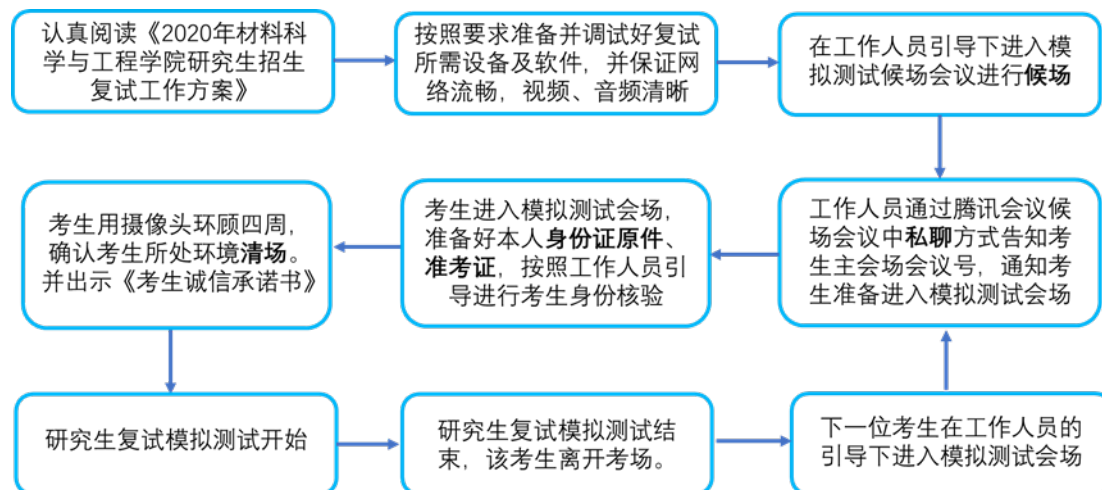 认真阅读《2020年材料科
学与工程学院研究生招生
复试工作方案》
按照要求准备并调试好复试
所需设备及软件，并保证网
络流畅，视频、音频清晰
在工作人员引导下进入模
拟测试候场会议进行候场
工作人员通过腾讯会议候
场会议中私聊方式告知考
生主会场会议号，通知考
生准备进入模拟测试会场
考生进入模拟测试会场，
准备好本人身份证原件、
准考证，按照工作人员引
导进行考生身份核验
考生用摄像头环顾四周，
确认考生所处环境清场。
并出示《考生诚信承诺书》
研究生复试模拟测试开始
研究生复试模拟测试结
束，该考生离开考场。
下一位考生在工作人员的
引导下进入模拟测试会场